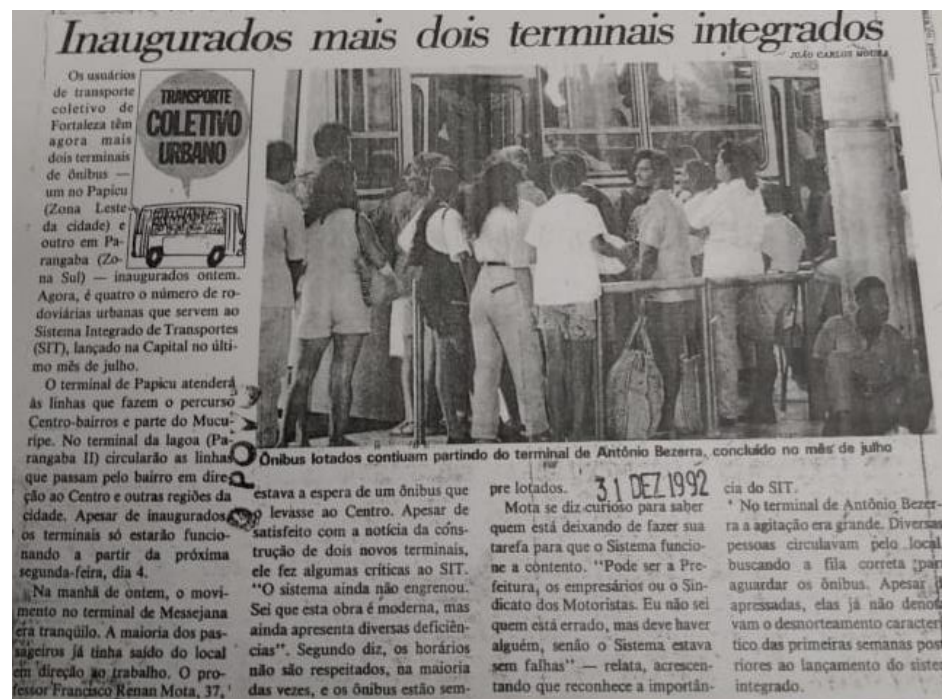 Inaugurados mais dois terminais integrados
JOÃO CARLOS MOURA
Os usuários
de transporte
coletivo de
Fortaleza têm
agora mais
dois terminais
de ônibus —
um no Papicu
(Zona Leste
da cidade) e
outro em Pa-
rangaba (Zo-
na Sul) — inaugurados ontem.
Agora, é quatro o número de ro-
doviárias urbanas que servem ao
Sistema Integrado de Transportes
(SIT), lançado na Capital no últi-
mo mês de julho.
O terminal de Papicu atenderá
às linhas que fazem o percurso
Centro-bairros e parte do Mucu-
ripe. No terminal da lagoa (Pa-
rangaba II) circularão as linhas
que passam pelo bairro em dire-
ção ao Centro e outras regiões da
cidade. Apesar de inaugurados,
os terminais só estarão funcio-
nando a partir da próxima
segunda-feira, dia 4.
Na manhã de ontem, o movi-
mento no terminal de Messejana
era tranqüilo. A maioria dos pas-
sageiros já tinha saído do local
em direção ao trabalho. O pro-
fessor Francisco Renan Mota, 37,
TRANSPORTE
COLETIVO
URBANO
Ônibus lotados contiuam partindo do terminal de Antônio Bezerra, concluído no mês de julho
O POVO
31 DEZ 1992
estava a espera de um ônibus que
o levasse ao Centro. Apesar de
satisfeito com a notícia da cons-
trução de dois novos terminais,
ele fez algumas críticas ao SIT.
"O sistema ainda não engrenou.
Sei que esta obra é moderna, mas
ainda apresenta diversas deficiên-
cias". Segundo diz, os horários
não são respeitados, na maioria
das vezes, e os ônibus estão sem-
pre lotados.
Mota se diz curioso para saber
quem está deixando de fazer sua
tarefa para que o Sistema funcio-
ne a contento. "Pode ser a Pre-
feitura, os empresários ou o Sin-
dicato dos Motoristas. Eu não sei
quem está errado, mas deve haver
alguém, senão o Sistema estava
sem falhas" — relata, acrescen-
tando que reconhece a importân-
cia do SIT.
No terminal de Antônio Bezer-
ra a agitação era grande. Diversas
pessoas circulavam pelo local
buscando a fila correta para
aguardar os ônibus. Apesar de
apressadas, elas já não denota-
vam o desnorteamento caracterís-
tico das primeiras semanas poste-
riores ao lançamento do sistema
integrado.